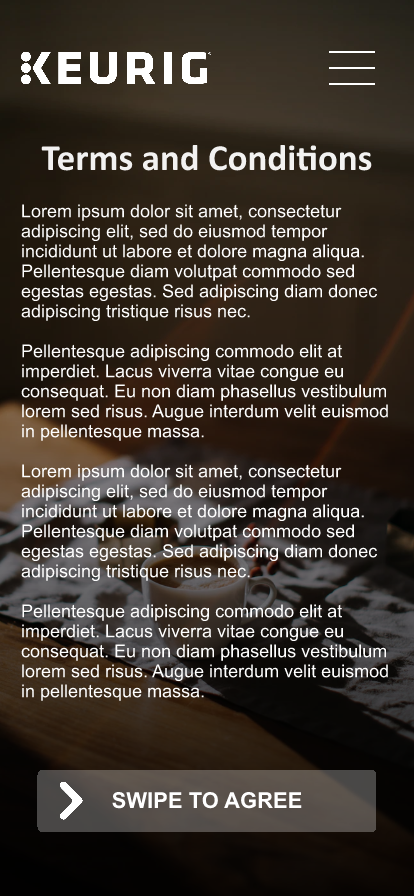 KEURIG
Terms and Conditions
Lorem ipsum dolor sit amet, consectetur
adipiscing elit, sed do eiusmod tempor
incididunt ut labore et dolore magna aliqua.
Pellentesque diam volutpat commodo sed
egestas egestas. Sed adipiscing diam donec
adipiscing tristique risus nec.
Pellentesque adipiscing commodo elit at
imperdiet. Lacus viverra vitae congue eu
consequat. Eu non diam phasellus vestibulum
lorem sed risus. Augue interdum velit euismod
in pellentesque massa.
Lorem ipsum dolor sit amet, consectetur
adipiscing elit, sed do eiusmod tempor
incididunt ut labore et dolore magna aliqua.
Pellentesque diam volutpat commodo sed
egestas egestas. Sed adipiscing diam donec
adipiscing tristique risus nec.
Pellentesque adipiscing commodo elit at
imperdiet. Lacus viverra vitae congue eu
consequat. Eu non diam phasellus vestibulum
lorem sed risus. Augue interdum velit euismod
in pellentesque massa.
SWIPE TO AGREE